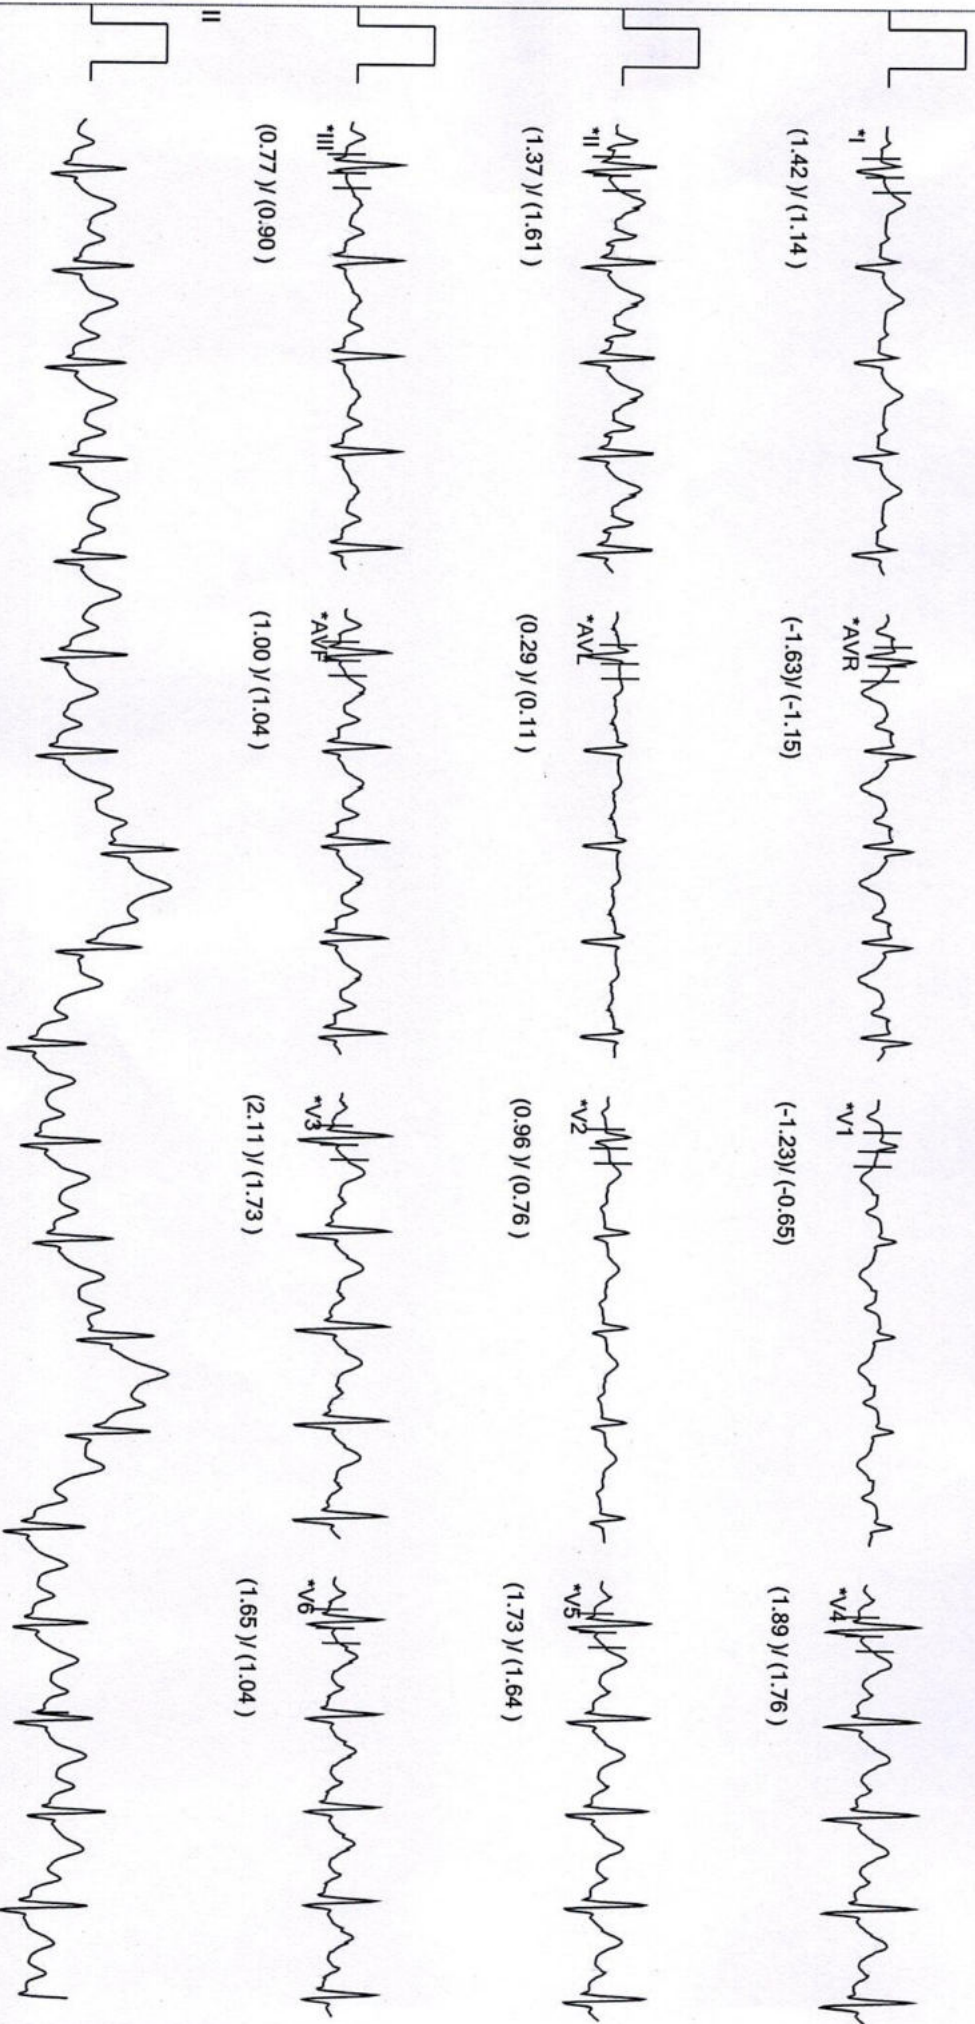 *I
(1.42 )/ (1.14 )
*AVR
(-1.63)/ (-1.15)
*V1
(-1.23)/ (-0.65)
*V4
(1.89 )/ (1.76 )
*II
(1.37 )/ (1.61 )
*AVL
(0.29 )/ (0.11 )
*V2
(0.96 )/ (0.76 )
*V5
(1.73 )/ (1.64 )
*III
(0.77 )/ (0.90 )
*AVF
(1.00 )/ (1.04 )
*V3
(2.11 )/ (1.73 )
*V6
(1.65 )/ (1.04 )
II